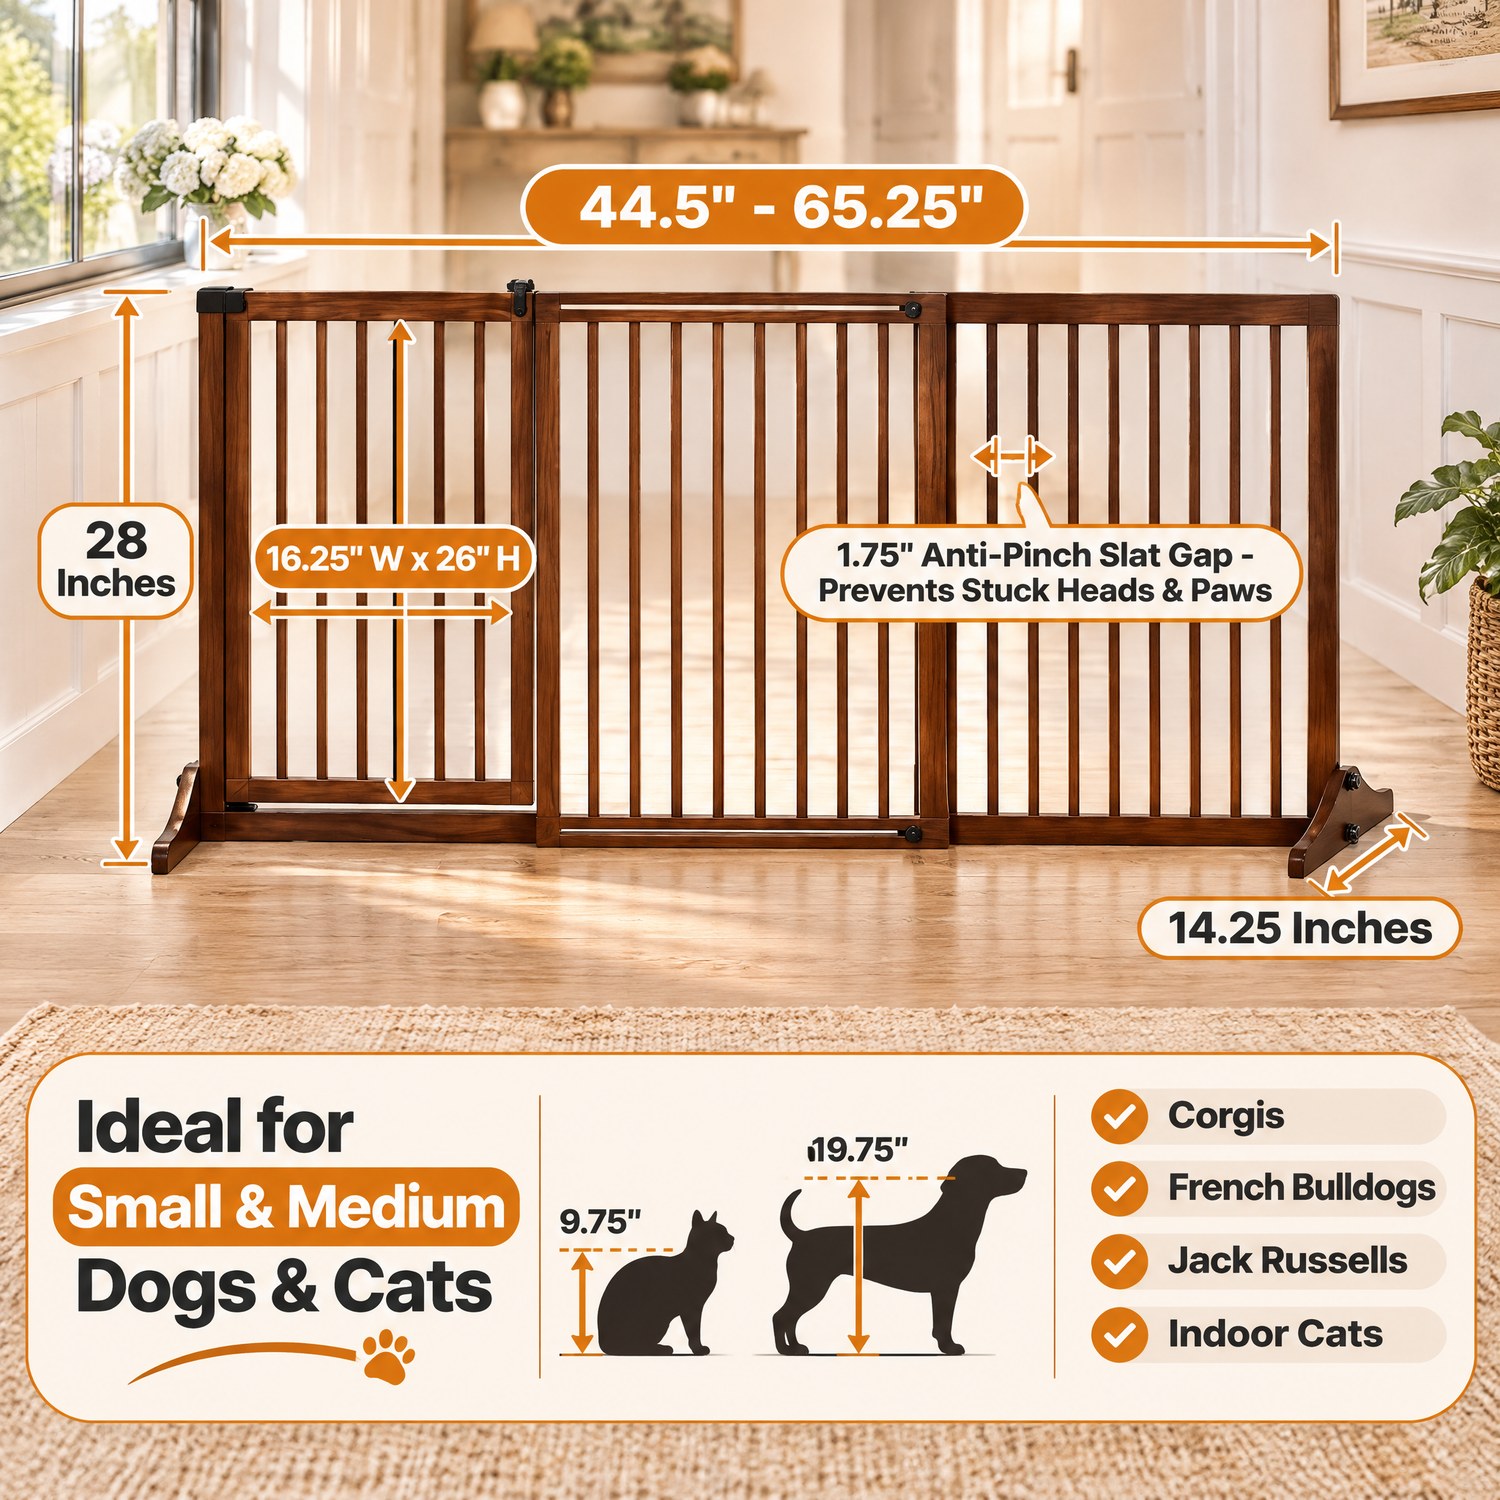 44.5" - 65.25"
28
Inches
16.25" W x 26" H
1.75" Anti-Pinch Slat Gap -
Prevents Stuck Heads & Paws
14.25 Inches
Ideal for
Small & Medium
Dogs & Cats
9.75"
19.75"
Corgis
French Bulldogs
Jack Russells
Indoor Cats